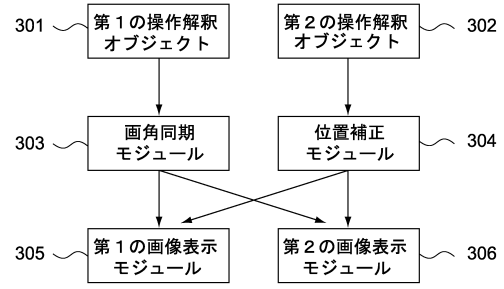 301
第１の操作解釈
オブジェクト
第２の操作解釈
オブジェクト
302
303
画角同期
モジュール
位置補正
モジュール
304
305
第１の画像表示
モジュール
第２の画像表示
モジュール
306